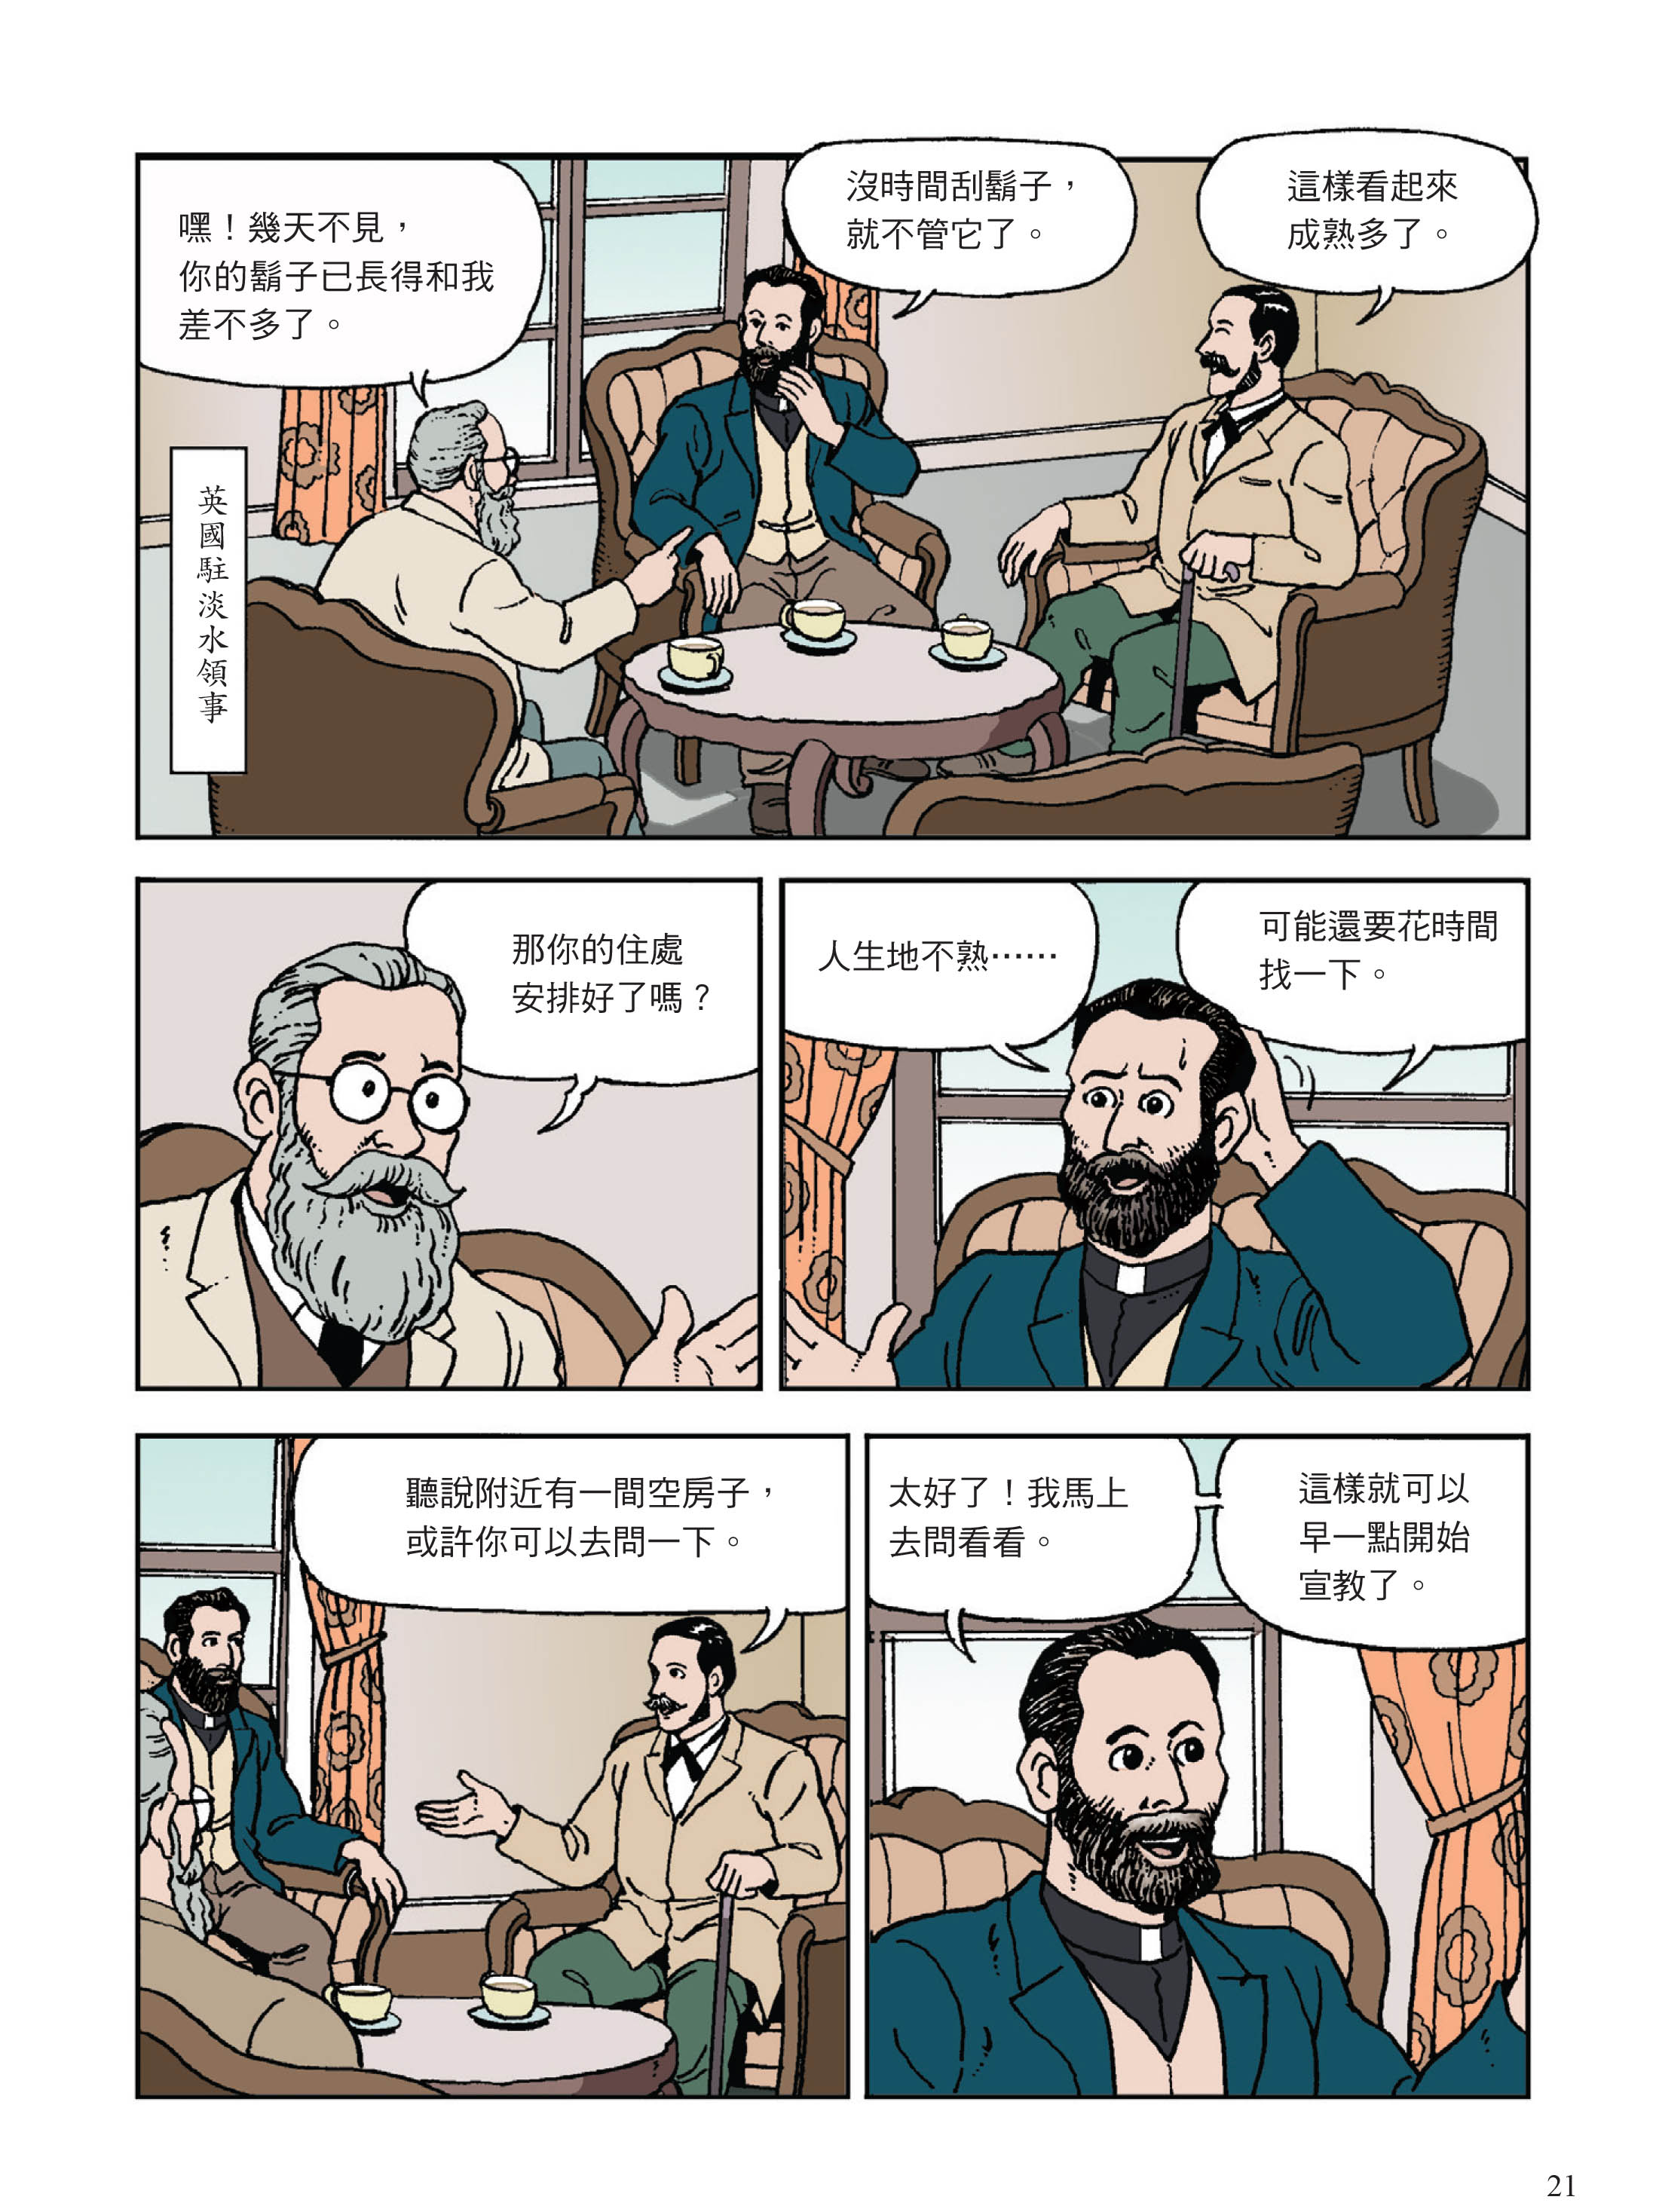 嘿！幾天不見，
你的鬍子已長得和我
差不多了。
沒時間刮鬍子，
就不管它了。
這樣看起來
成熟多了。
英國駐淡水領事
那你的住處
安排好了嗎？
人生地不熟……
可能還要花時間
找一下。
聽說附近有一間空房子，
或許你可以去問一下。
太好了！我馬上
去問看看。
這樣就可以
早一點開始
宣教了。
21